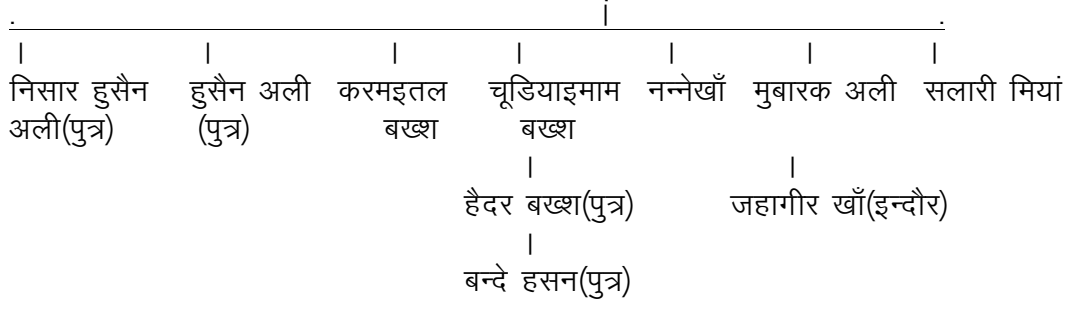 निसार हुसैन हुसैन अली करमइतल चूडियाइमाम नन्नेखाँ मुबारक अली सलारी मियां
अली(पुत्र) (पुत्र) बख्श बख्श
हैदर बख्श(पुत्र) जहागीर खाँ(इन्दौर)
बन्दे हसन(पुत्र)